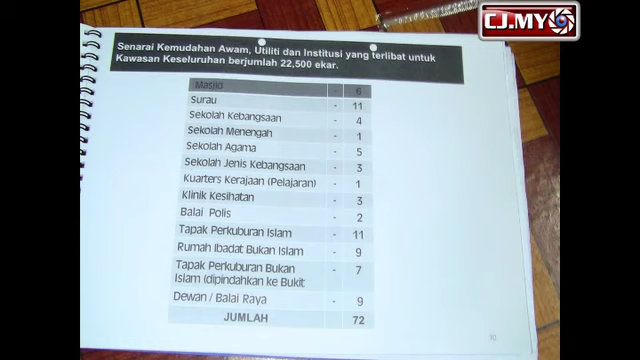 CJ.MY
Senarai Kemudahan Awam, Utiliti dan Institusi yang terlibat untuk
Kawasan Keseluruhan berjumlah 22,500 ekar.
Masjid - 6
Surau - 11
Sekolah Kebangsaan - 4
Sekolah Menengah - 1
Sekolah Agama - 5
Sekolah Jenis Kebangsaan - 3
Kuarters Kerajaan (Pelajaran) - 1
Klinik Kesihatan - 3
Balai Polis - 2
Tapak Perkuburan Islam - 11
Rumah Ibadat Bukan Islam - 9
Tapak Perkuburan Bukan - 7
Islam (dipindahkan ke Bukit
Dewan / Balai Raya - 9
JUMLAH 72